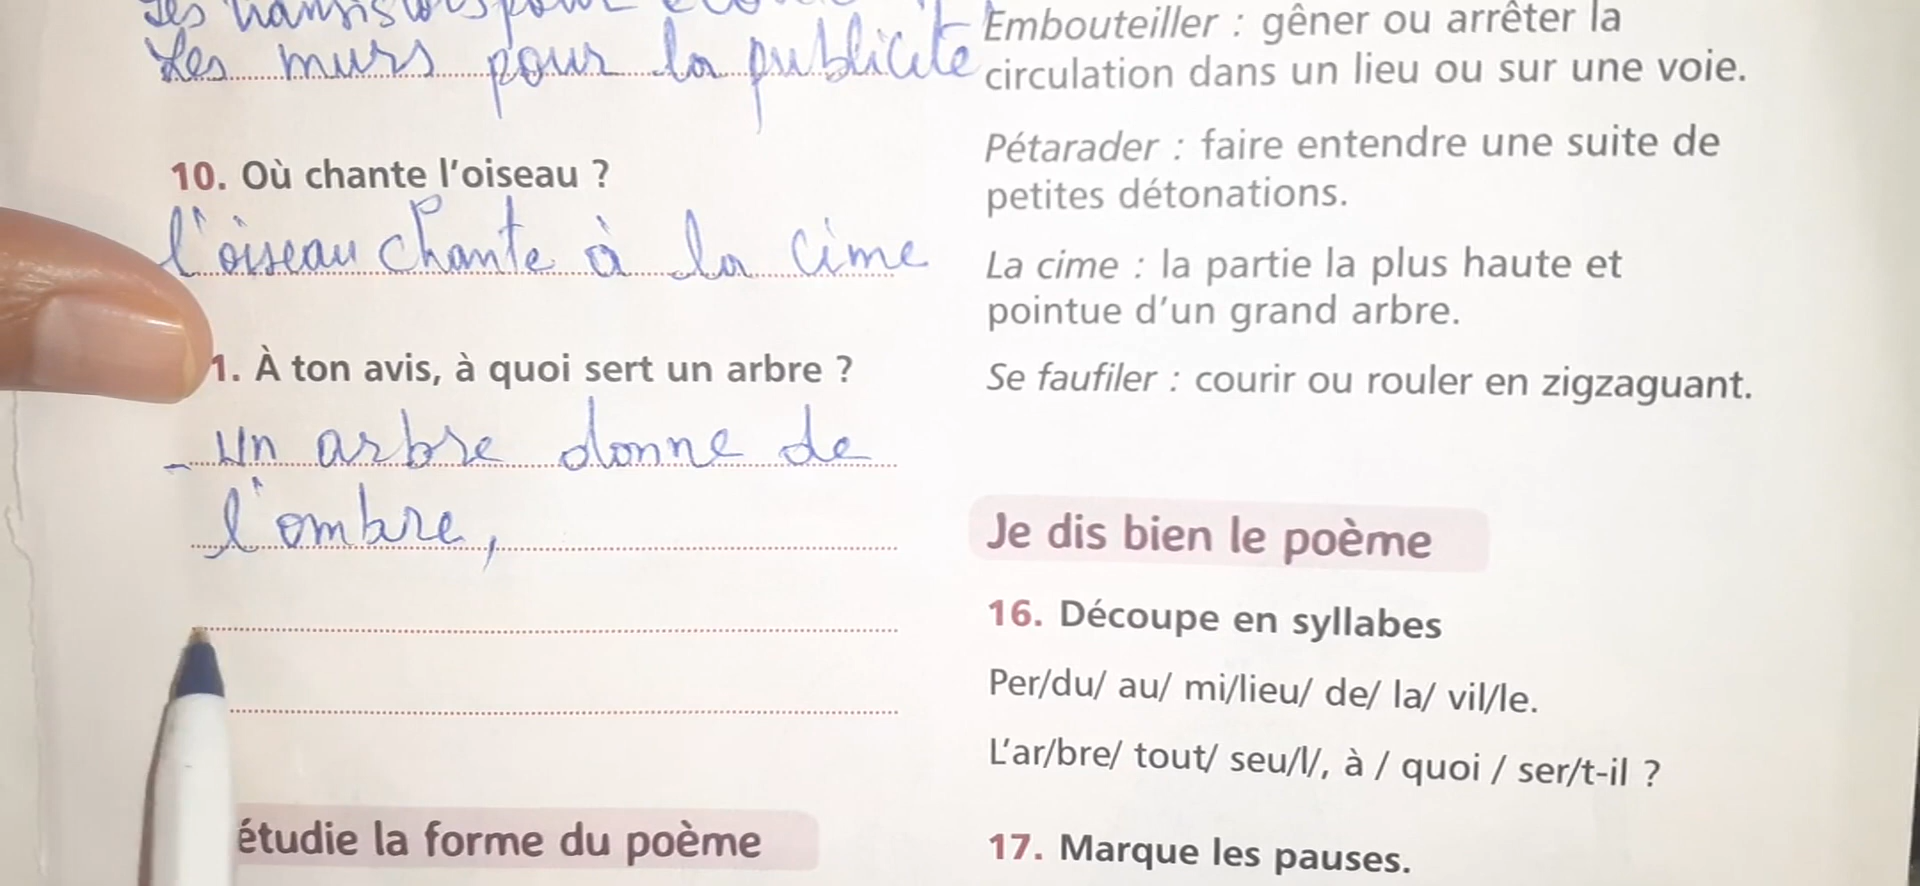 Les murs pour la publicité
10. Où chante l'oiseau ?
l'oiseau chante à la cime
1. À ton avis, à quoi sert un arbre ?
- Un arbre donne de
l'ombre,
étudie la forme du poème
Embouteiller : gêner ou arrêter la
circulation dans un lieu ou sur une voie.
Pétarader : faire entendre une suite de
petites détonations.
La cime : la partie la plus haute et
pointue d'un grand arbre.
Se faufiler : courir ou rouler en zigzaguant.
Je dis bien le poème
16. Découpe en syllabes
Per/du/ au/ mi/lieu/ de/ la/ vil/le.
L'ar/bre/ tout/ seu/l/, à / quoi / ser/t-il ?
17. Marque les pauses.